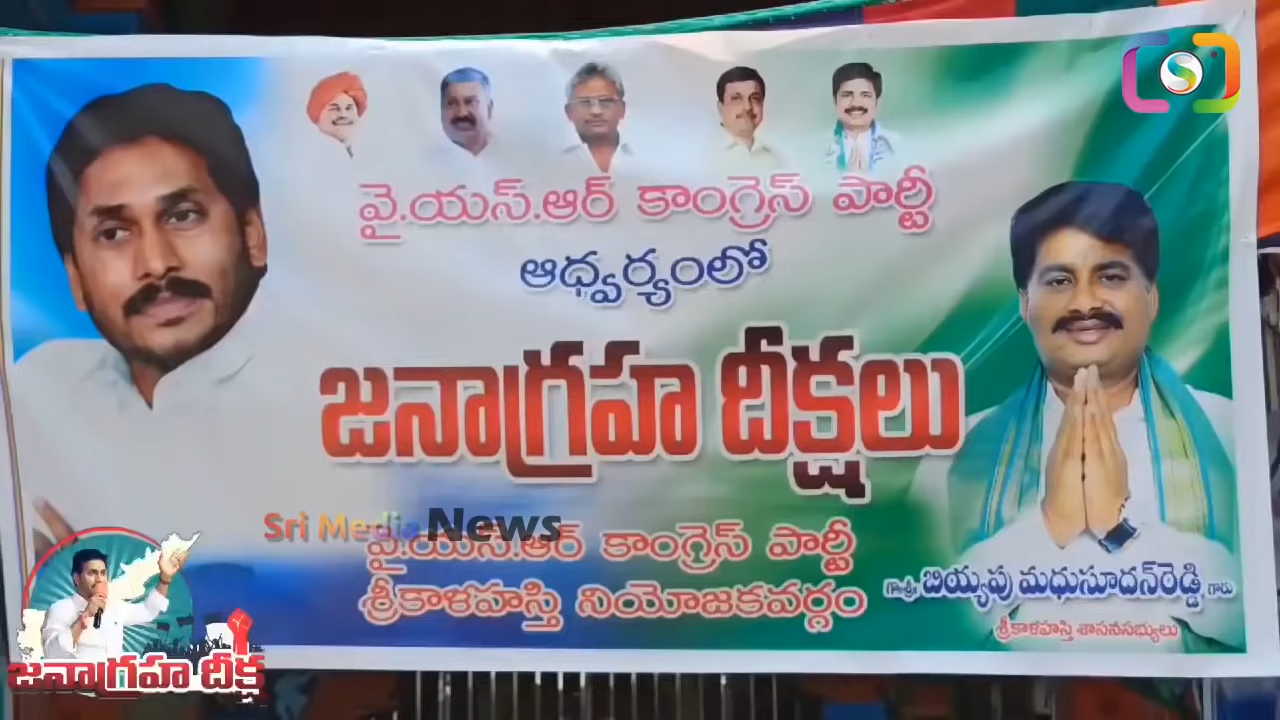 S
వై.యస్.ఆర్ కాంగ్రెస్ పార్టీ
ఆధ్వర్యంలో
జనాగ్రహ దీక్షలు
Sri Media News
వై.యస్.ఆర్ కాంగ్రెస్ పార్టీ
శ్రీకాళహస్తి నియోజకవర్గం
గౌ॥శ్రీ బియ్యపు మధుసూదన్‌రెడ్డి గారు
శ్రీకాళహస్తి శాసనసభ్యులు
జనాగ్రహ దీక్ష